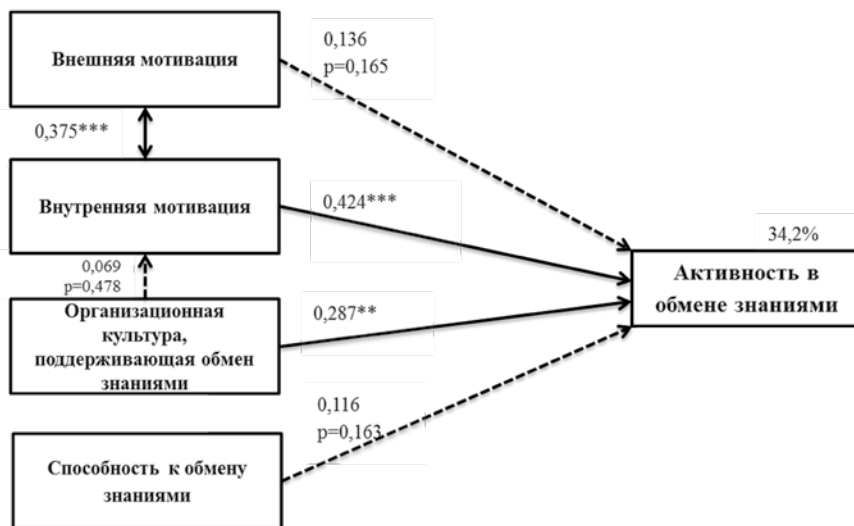 Внешняя мотивация
0,136
p=0,165
0,375***
Внутренняя мотивация
0,424***
34,2%
Активность в
обмене знаниями
0,069
p=0,478
Организационная
культура,
поддерживающая обмен
знаниями
0,287**
0,116
p=0,163
Способность к обмену
знаниями